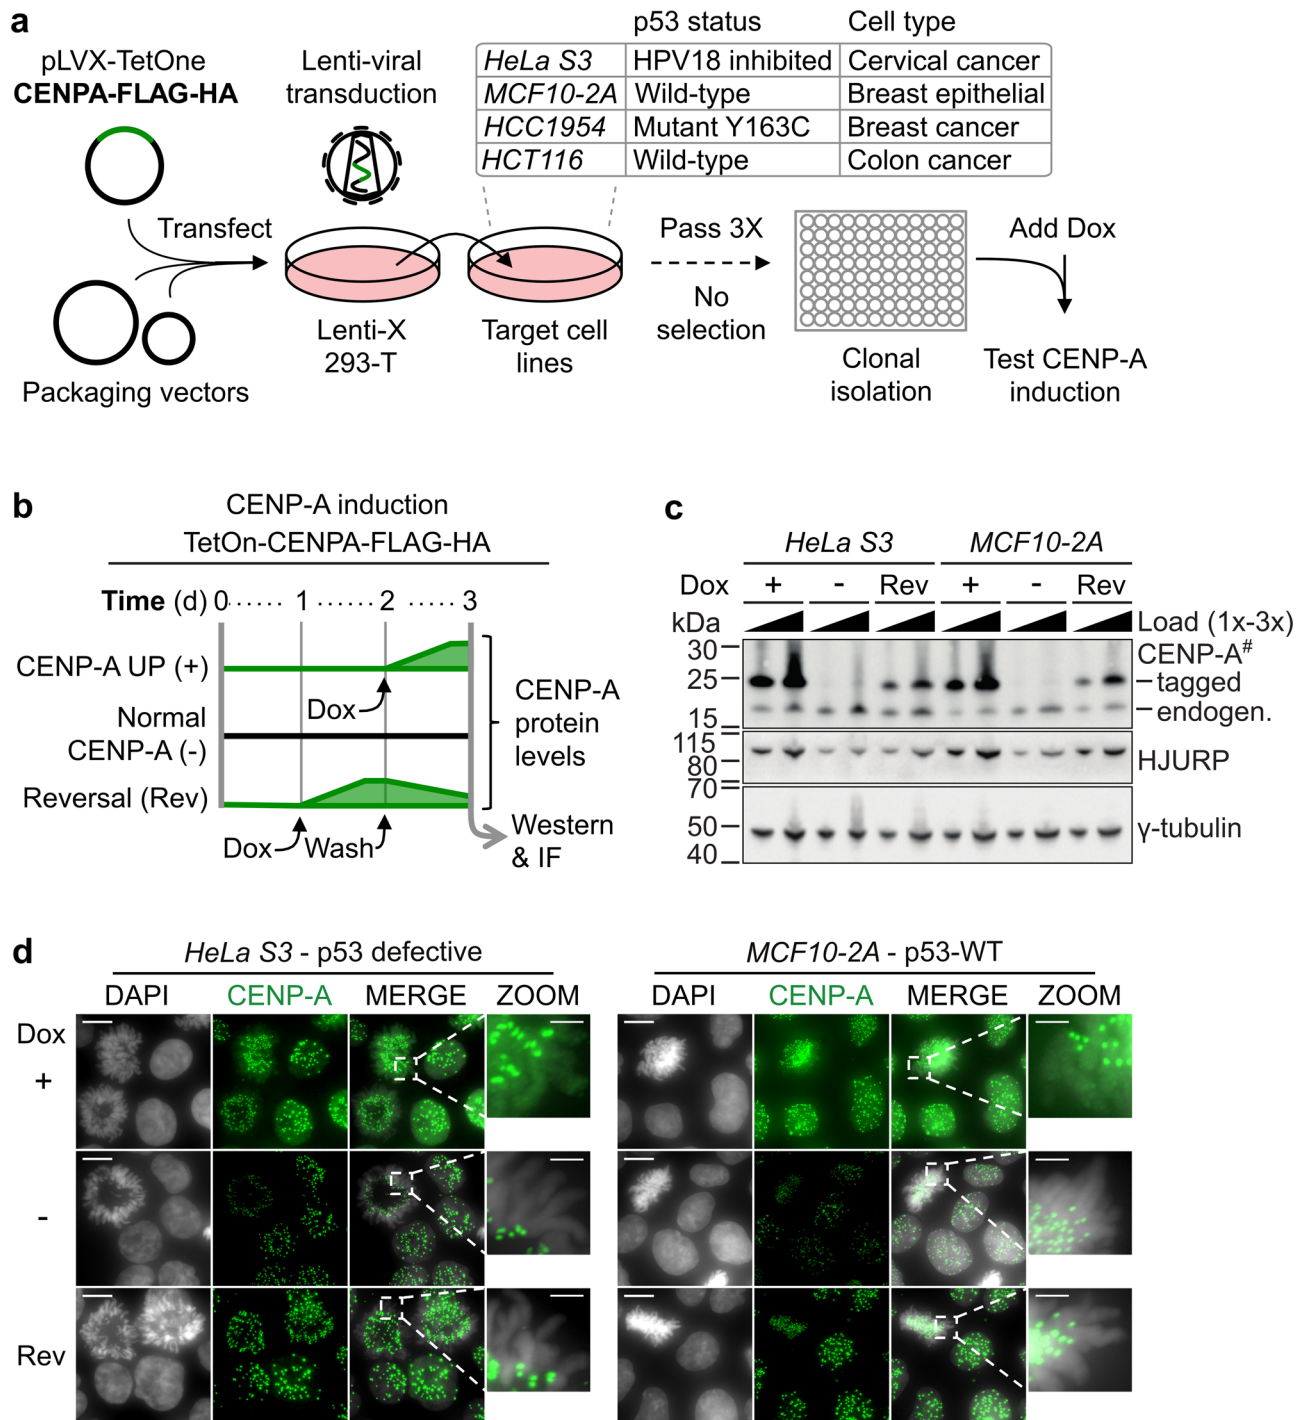 a
p53 status Cell type
pLVX-TetOne
CENPA-FLAG-HA
Lenti-viral
transduction
HeLa S3 HPV18 inhibited Cervical cancer
MCF10-2A Wild-type Breast epithelial
HCC1954 Mutant Y163C Breast cancer
HCT116 Wild-type Colon cancer
Transfect
Pass 3X
No
selection
Add Dox
Packaging vectors
Lenti-X
293-T
Target cell
lines
Clonal
isolation
Test CENP-A
induction
b
CENP-A induction
TetOn-CENPA-FLAG-HA
Time (d) 0 ...... 1 ...... 2 ..... 3
CENP-A UP (+)
Dox
Normal
CENP-A (-)
Reversal (Rev)
Dox Wash
CENP-A
protein
levels
Western
& IF
c
HeLa S3 MCF10-2A
Dox + - Rev + - Rev
kDa Load (1x-3x)
30 CENP-A#
25 tagged
15 endogen.
115
80 HJURP
70
50 γ-tubulin
40
d
HeLa S3 - p53 defective MCF10-2A - p53-WT
DAPI CENP-A MERGE ZOOM DAPI CENP-A MERGE ZOOM
Dox
+
-
Rev